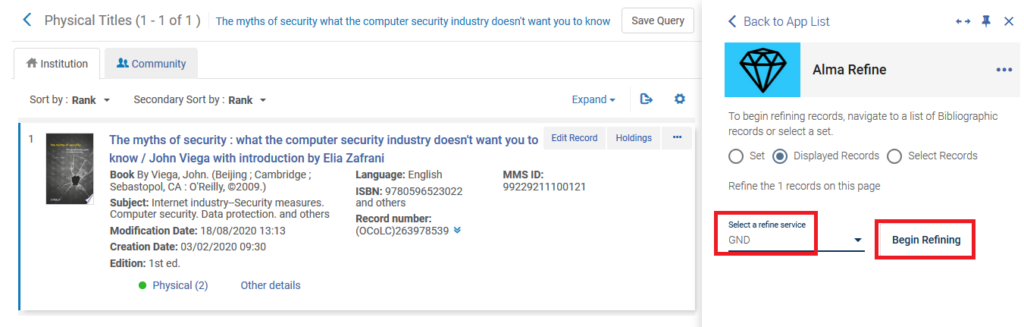 Physical Titles (1 - 1 of 1 ) The myths of security what the computer security industry doesn't want you to know Save Query
Institution Community
Sort by : Rank Secondary Sort by : Rank Expand
1
The myths of security : what the computer security industry doesn't want you to
know / John Viega with introduction by Elia Zafrani
Edit Record Holdings
Book By Viega, John. (Beijing ; Cambridge ;
Sebastopol, CA : O'Reilly, ©2009.)
Subject: Internet industry--Security measures.
Computer security. Data protection. and others
Modification Date: 18/08/2020 13:13
Creation Date: 03/02/2020 09:30
Edition: 1st ed.
Language: English
ISBN: 9780596523022
and others
Record number:
(OCoLC)263978539
MMS ID:
99229211100121
Physical (2) Other details
Back to App List
Alma Refine
To begin refining records, navigate to a list of Bibliographic
records or select a set.
Set Displayed Records Select Records
Refine the 1 records on this page
Select a refine service
GND
Begin Refining